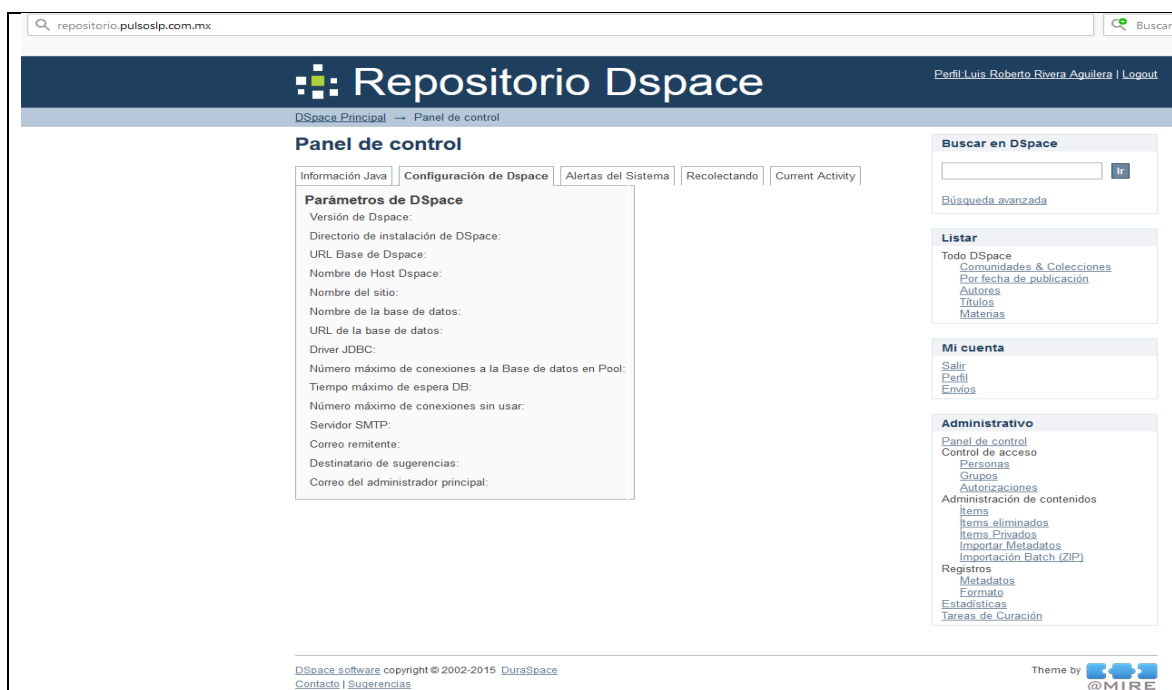 repositorio.pulsoslp.com.mx
Buscar
Repositorio Dspace
Perfil:Luis Roberto Rivera Aguilera | Logout
DSpace Principal → Panel de control
Panel de control
Información Java
Configuración de Dspace
Alertas del Sistema
Recolectando
Current Activity
Parámetros de DSpace
Versión de Dspace:
Directorio de instalación de DSpace:
URL Base de Dspace:
Nombre de Host Dspace:
Nombre del sitio:
Nombre de la base de datos:
URL de la base de datos:
Driver JDBC:
Número máximo de conexiones a la Base de datos en Pool:
Tiempo máximo de espera DB:
Número máximo de conexiones sin usar:
Servidor SMTP:
Correo remitente:
Destinatario de sugerencias:
Correo del administrador principal:
Buscar en DSpace
Ir
Búsqueda avanzada
Listar
Todo DSpace
Comunidades & Colecciones
Por fecha de publicación
Autores
Títulos
Materias
Mi cuenta
Salir
Perfil
Envíos
Administrativo
Panel de control
Control de acceso
Personas
Grupos
Autorizaciones
Administración de contenidos
Ítems
Ítems eliminados
Ítems Privados
Importar Metadatos
Importación Batch (ZIP)
Registros
Metadatos
Formato
Estadísticas
Tareas de Curación
DSpace software copyright © 2002-2015 DuraSpace
Contacto | Sugerencias
Theme by
@MIRE